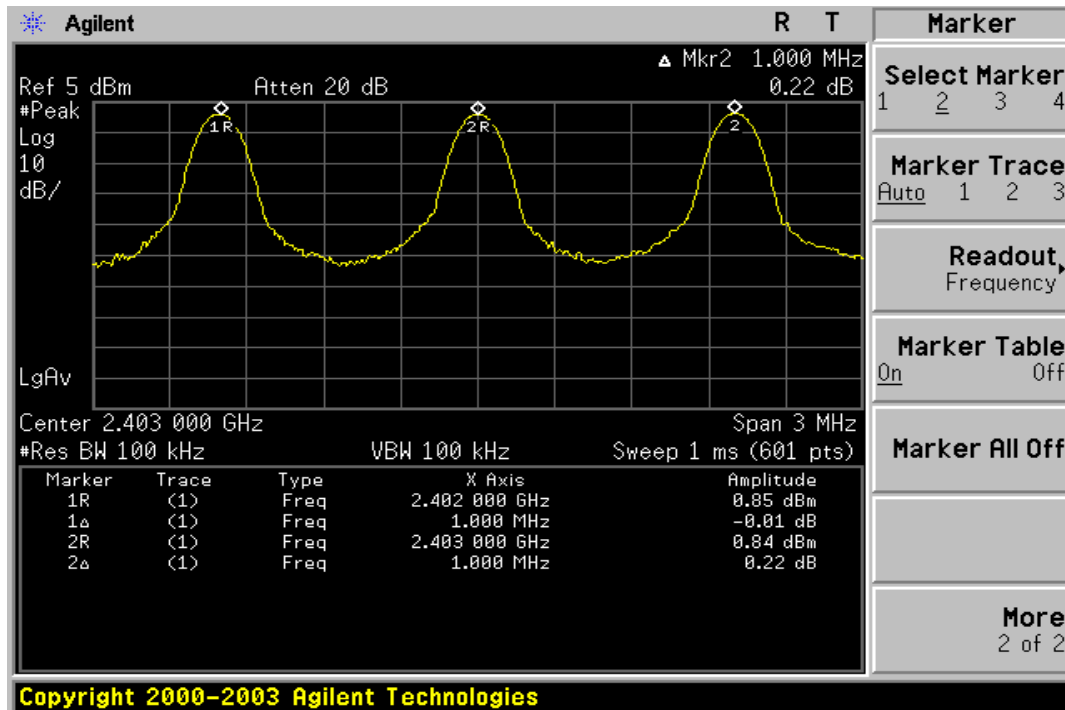 Agilent R T
Δ Mkr2 1.000 MHz
Ref 5 dBm Atten 20 dB 0.22 dB
#Peak
Log
10
dB/
1R 2R 2
LgAv
Center 2.403 000 GHz Span 3 MHz
#Res BW 100 kHz VBW 100 kHz Sweep 1 ms (601 pts)
Marker Trace Type X Axis Amplitude
1R (1) Freq 2.402 000 GHz 0.85 dBm
1Δ (1) Freq 1.000 MHz -0.01 dB
2R (1) Freq 2.403 000 GHz 0.84 dBm
2Δ (1) Freq 1.000 MHz 0.22 dB
Copyright 2000-2003 Agilent Technologies
Marker
Select Marker
1 2 3 4
Marker Trace
Auto 1 2 3
Readout
Frequency
Marker Table
On Off
Marker All Off
More
2 of 2